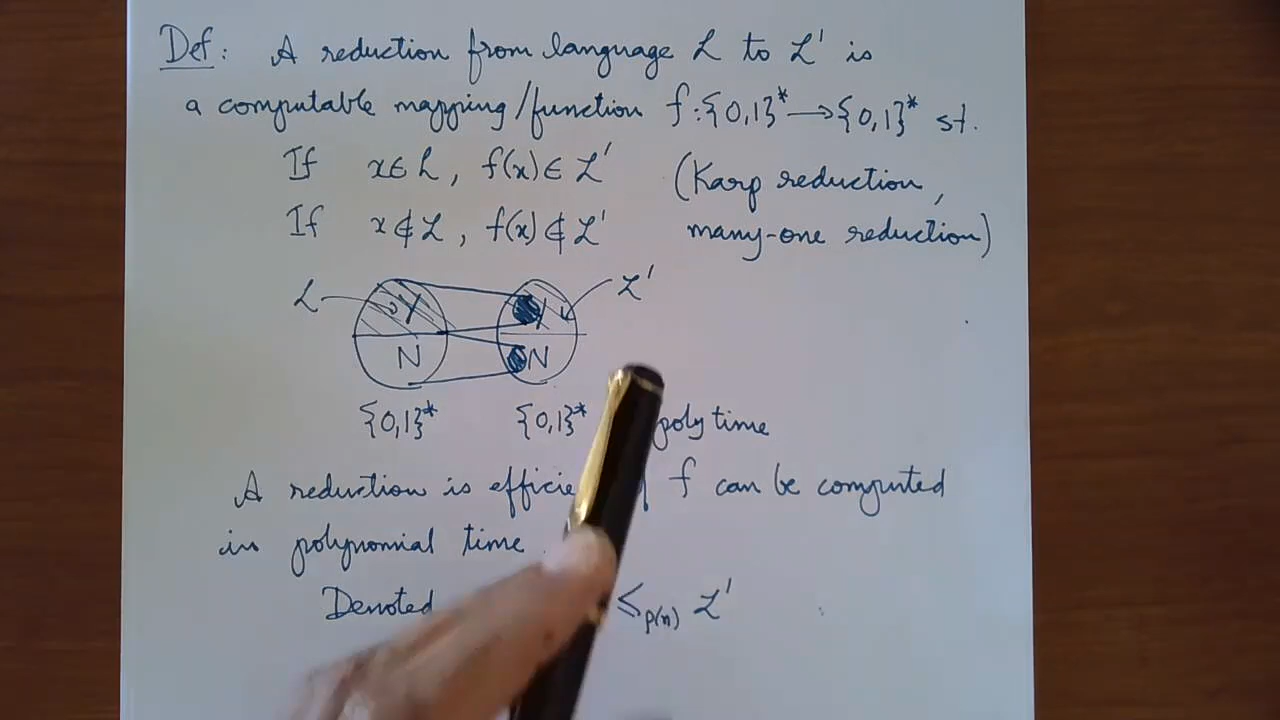 Def: A reduction from language L to L' is
a computable mapping/function f:{0,1}* → {0,1}* st.
If x∈L, f(x)∈L' (Karp reduction,
If x∉L, f(x)∉L' many-one reduction)
L Y Y L'
N N
{0,1}* {0,1}* poly time
A reduction is f can be computed
in polynomial time
Denoted ≤p(n) L'